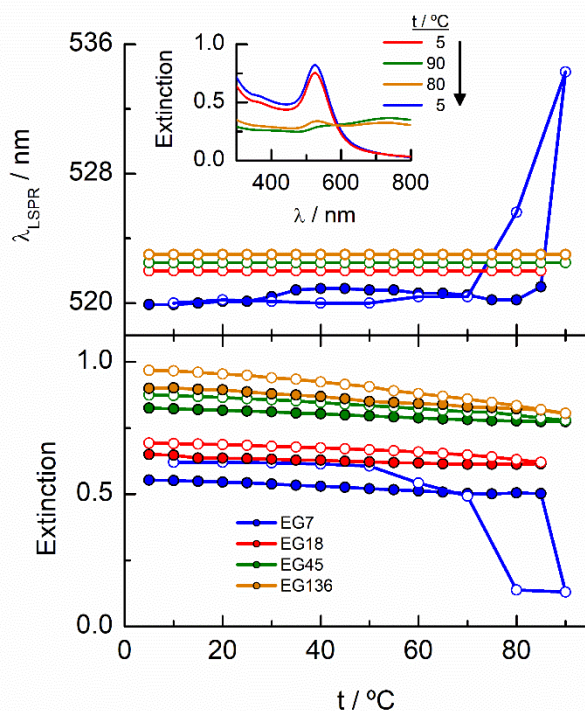 536
532
528
524
520
λLSPR / nm
1.0
0.5
0.0
Extinction
400 600 800
λ / nm
t / ºC
5
90
80
5
1.0
0.5
0.0
Extinction
EG7
EG18
EG45
EG136
0 20 40 60 80
t / ºC